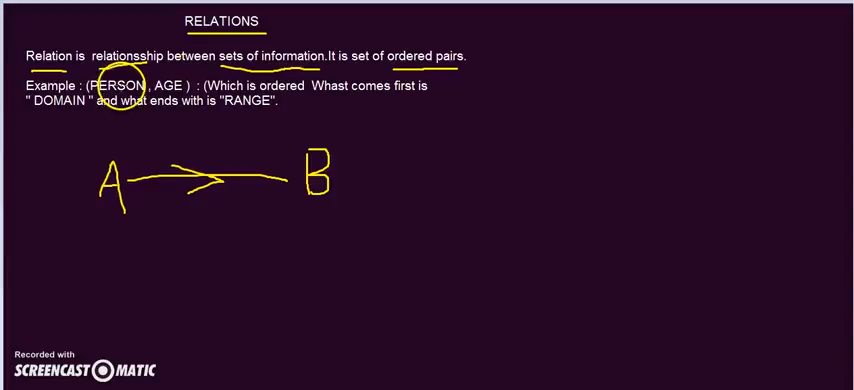 RELATIONS
Relation is relationsship between sets of information.It is set of ordered pairs.
Example : (PERSON , AGE ) : (Which is ordered Whast comes first is
" DOMAIN " and what ends with is "RANGE".
A B
Recorded with
SCREENCAST MATIC